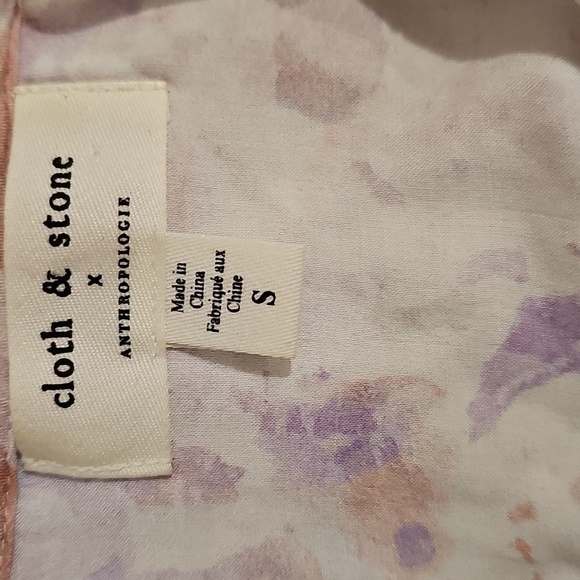 cloth & stone
x
ANTHROPOLOGIE
Made in
China
Fabriqué aux
Chine
S